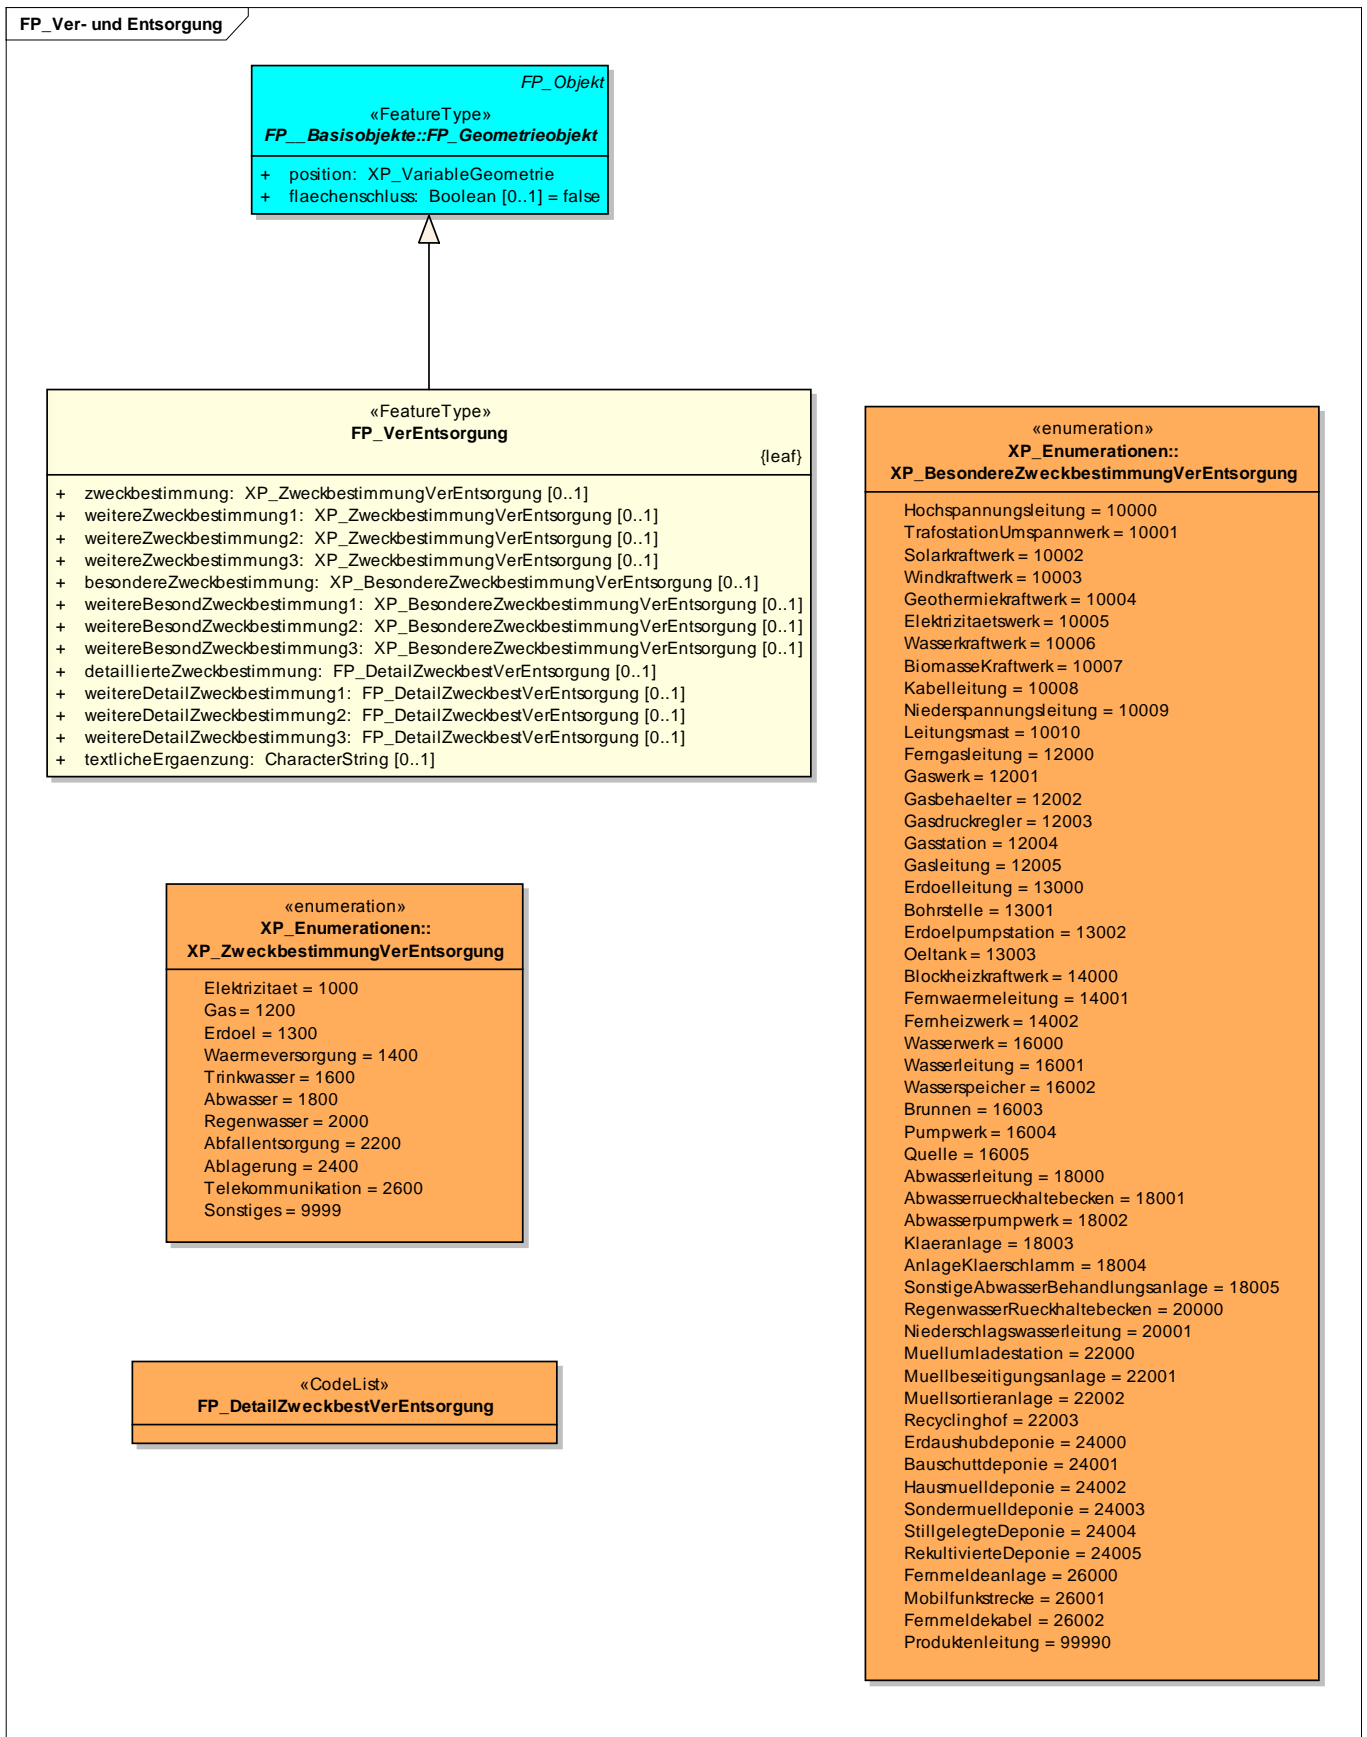 FP_Ver- und Entsorgung
FP_Objekt
«FeatureType»
FP__Basisobjekte::FP_Geometrieobjekt
+ position: XP_VariableGeometrie
+ flaechenschluss: Boolean [0..1] = false
«FeatureType»
FP_VerEntsorgung
{leaf}
+ zweckbestimmung: XP_ZweckbestimmungVerEntsorgung [0..1]
+ weitereZweckbestimmung1: XP_ZweckbestimmungVerEntsorgung [0..1]
+ weitereZweckbestimmung2: XP_ZweckbestimmungVerEntsorgung [0..1]
+ weitereZweckbestimmung3: XP_ZweckbestimmungVerEntsorgung [0..1]
+ besondereZweckbestimmung: XP_BesondereZweckbestimmungVerEntsorgung [0..1]
+ weitereBesondZweckbestimmung1: XP_BesondereZweckbestimmungVerEntsorgung [0..1]
+ weitereBesondZweckbestimmung2: XP_BesondereZweckbestimmungVerEntsorgung [0..1]
+ weitereBesondZweckbestimmung3: XP_BesondereZweckbestimmungVerEntsorgung [0..1]
+ detaillierteZweckbestimmung: FP_DetailZweckbestVerEntsorgung [0..1]
+ weitereDetailZweckbestimmung1: FP_DetailZweckbestVerEntsorgung [0..1]
+ weitereDetailZweckbestimmung2: FP_DetailZweckbestVerEntsorgung [0..1]
+ weitereDetailZweckbestimmung3: FP_DetailZweckbestVerEntsorgung [0..1]
+ textlicheErgaenzung: CharacterString [0..1]
«enumeration»
XP_Enumerationen::
XP_ZweckbestimmungVerEntsorgung
Elektrizitaet = 1000
Gas = 1200
Erdoel = 1300
Waermeversorgung = 1400
Trinkwasser = 1600
Abwasser = 1800
Regenwasser = 2000
Abfallentsorgung = 2200
Ablagerung = 2400
Telekommunikation = 2600
Sonstiges = 9999
«CodeList»
FP_DetailZweckbestVerEntsorgung
«enumeration»
XP_Enumerationen::
XP_BesondereZweckbestimmungVerEntsorgung
Hochspannungsleitung = 10000
TrafostationUmspannwerk = 10001
Solarkraftwerk = 10002
Windkraftwerk = 10003
Geothermiekraftwerk = 10004
Elektrizitaetswerk = 10005
Wasserkraftwerk = 10006
BiomasseKraftwerk = 10007
Kabelleitung = 10008
Niederspannungsleitung = 10009
Leitungsmast = 10010
Ferngasleitung = 12000
Gaswerk = 12001
Gasbehaelter = 12002
Gasdruckregler = 12003
Gasstation = 12004
Gasleitung = 12005
Erdoelleitung = 13000
Bohrstelle = 13001
Erdoelpumpstation = 13002
Oeltank = 13003
Blockheizkraftwerk = 14000
Fernwaermeleitung = 14001
Fernheizwerk = 14002
Wasserwerk = 16000
Wasserleitung = 16001
Wasserspeicher = 16002
Brunnen = 16003
Pumpwerk = 16004
Quelle = 16005
Abwasserleitung = 18000
Abwasserrueckhaltebecken = 18001
Abwasserpumpwerk = 18002
Klaeranlage = 18003
AnlageKlaerschlamm = 18004
SonstigeAbwasserBehandlungsanlage = 18005
RegenwasserRueckhaltebecken = 20000
Niederschlagswasserleitung = 20001
Muellumladestation = 22000
Muellbeseitigungsanlage = 22001
Muellsortieranlage = 22002
Recyclinghof = 22003
Erdaushubdeponie = 24000
Bauschuttdeponie = 24001
Hausmuelldeponie = 24002
Sondermuelldeponie = 24003
StillgelegteDeponie = 24004
RekultivierteDeponie = 24005
Fernmeldeanlage = 26000
Mobilfunkstrecke = 26001
Fernmeldekabel = 26002
Produktenleitung = 99990